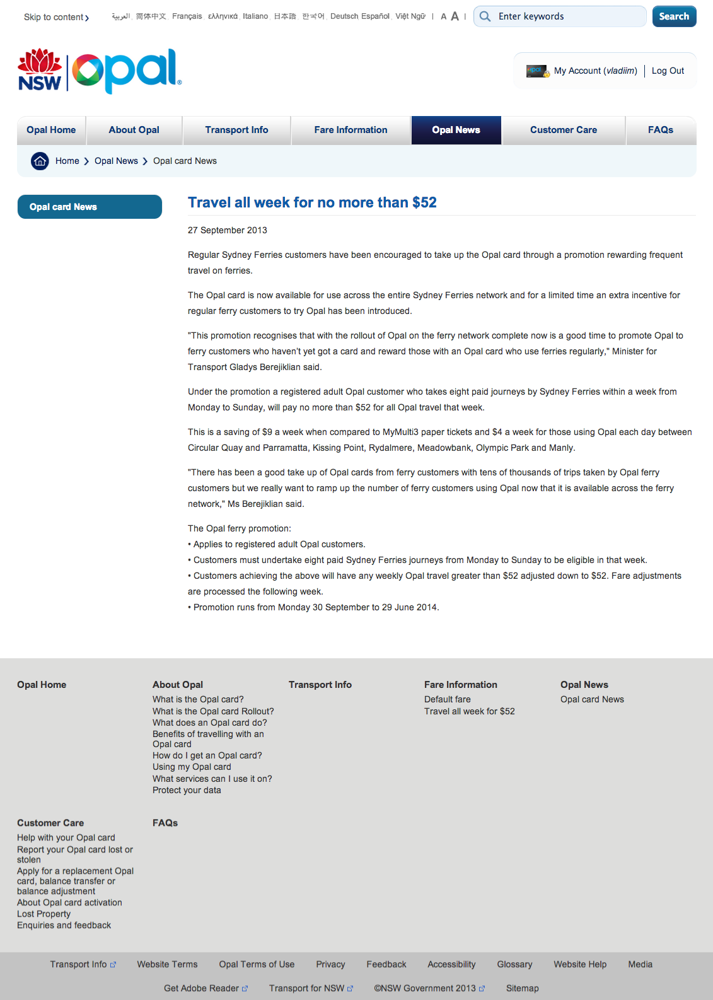 Skip to content
العربية 简体中文 Français ελληνικά Italiano 日本語 한국어 Deutsch Español Việt Ngữ | A A |
Enter keywords
Search
NSW opal®
My Account (vladiim) | Log Out
Opal Home About Opal Transport Info Fare Information Opal News Customer Care FAQs
Home Opal News Opal card News
Opal card News
Travel all week for no more than $52
27 September 2013
Regular Sydney Ferries customers have been encouraged to take up the Opal card through a promotion rewarding frequent
travel on ferries.
The Opal card is now available for use across the entire Sydney Ferries network and for a limited time an extra incentive for
regular ferry customers to try Opal has been introduced.
"This promotion recognises that with the rollout of Opal on the ferry network complete now is a good time to promote Opal to
ferry customers who haven't yet got a card and reward those with an Opal card who use ferries regularly," Minister for
Transport Gladys Berejiklian said.
Under the promotion a registered adult Opal customer who takes eight paid journeys by Sydney Ferries within a week from
Monday to Sunday, will pay no more than $52 for all Opal travel that week.
This is a saving of $9 a week when compared to MyMulti3 paper tickets and $4 a week for those using Opal each day between
Circular Quay and Parramatta, Kissing Point, Rydalmere, Meadowbank, Olympic Park and Manly.
"There has been a good take up of Opal cards from ferry customers with tens of thousands of trips taken by Opal ferry
customers but we really want to ramp up the number of ferry customers using Opal now that it is available across the ferry
network," Ms Berejiklian said.
The Opal ferry promotion:
• Applies to registered adult Opal customers.
• Customers must undertake eight paid Sydney Ferries journeys from Monday to Sunday to be eligible in that week.
• Customers achieving the above will have any weekly Opal travel greater than $52 adjusted down to $52. Fare adjustments
are processed the following week.
• Promotion runs from Monday 30 September to 29 June 2014.
Opal Home
About Opal
What is the Opal card?
What is the Opal card Rollout?
What does an Opal card do?
Benefits of travelling with an
Opal card
How do I get an Opal card?
Using my Opal card
What services can I use it on?
Protect your data
Transport Info
Fare Information
Default fare
Travel all week for $52
Opal News
Opal card News
Customer Care
Help with your Opal card
Report your Opal card lost or
stolen
Apply for a replacement Opal
card, balance transfer or
balance adjustment
About Opal card activation
Lost Property
Enquiries and feedback
FAQs
Transport Info Website Terms Opal Terms of Use Privacy Feedback Accessibility Glossary Website Help Media
Get Adobe Reader Transport for NSW ©NSW Government 2013 Sitemap